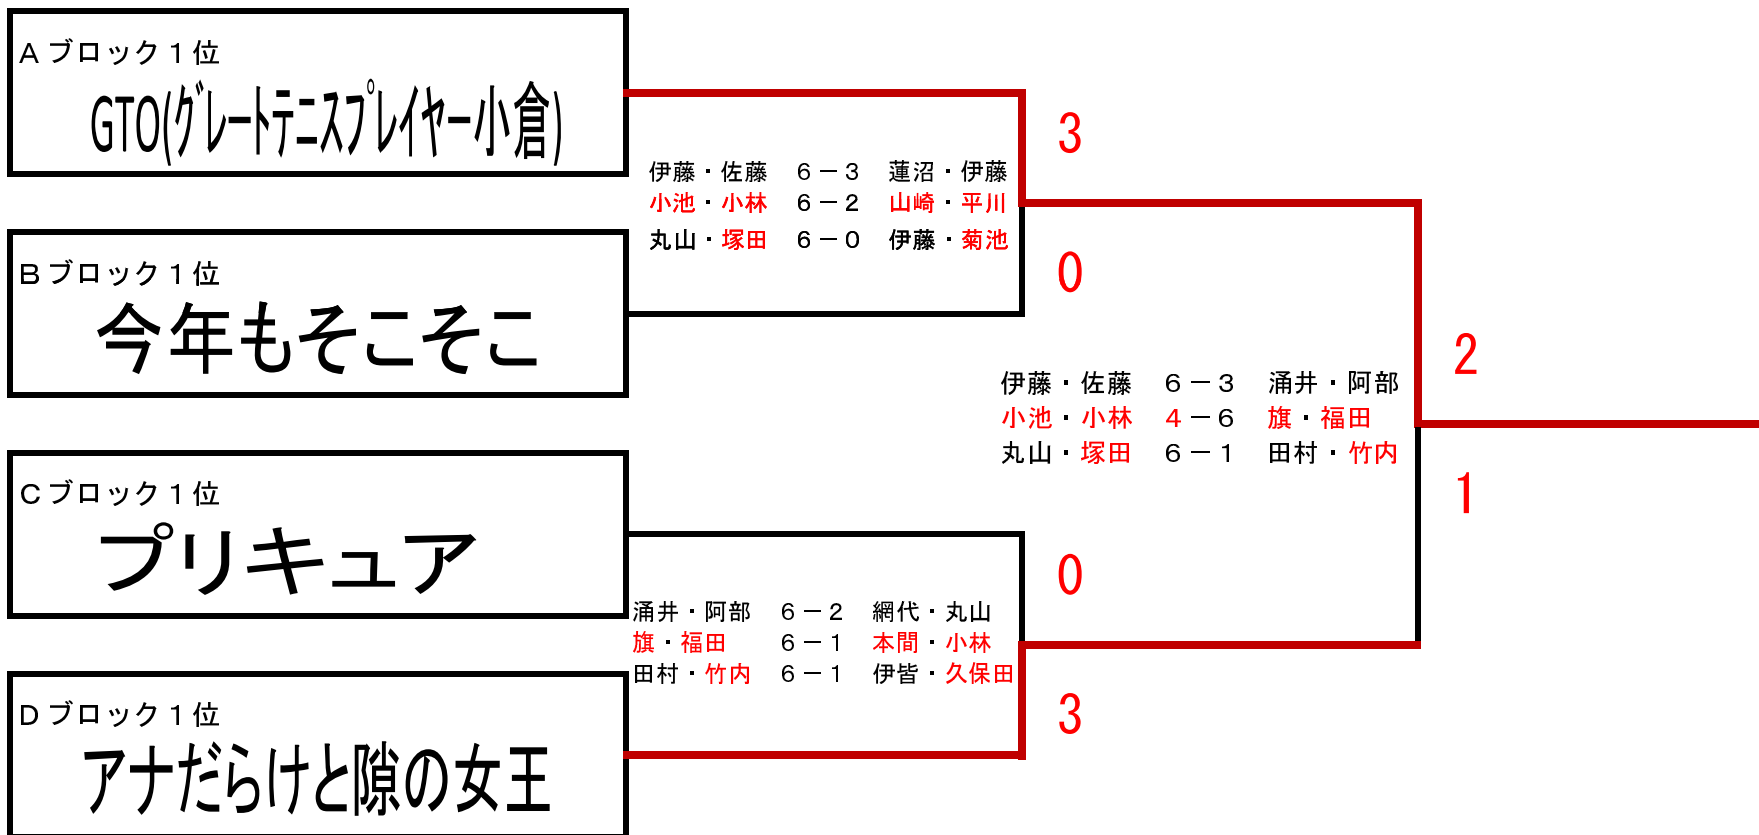 Aブロック1位
GTO(グレートテニスプレイヤー小倉)
3
伊藤・佐藤 6－3 蓮沼・伊藤
小池・小林 6－2 山崎・平川
丸山・塚田 6－0 伊藤・菊池
Bブロック1位
今年もそこそこ
0
2
伊藤・佐藤 6－3 涌井・阿部
小池・小林 4－6 旗・福田
丸山・塚田 6－1 田村・竹内
1
Cブロック1位
プリキュア
0
涌井・阿部 6－2 網代・丸山
旗・福田 6－1 本間・小林
田村・竹内 6－1 伊皆・久保田
Dブロック1位
アナだらけと隙の女王
3